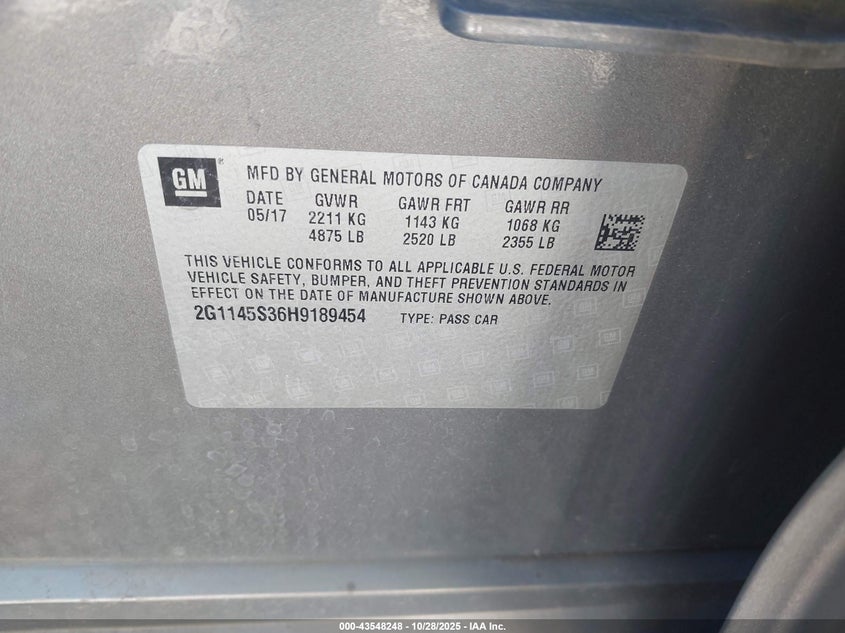 GM
MFD BY GENERAL MOTORS OF CANADA COMPANY
DATE GVWR GAWR FRT GAWR RR
05/17 2211 KG 1143 KG 1068 KG
4875 LB 2520 LB 2355 LB
THIS VEHICLE CONFORMS TO ALL APPLICABLE U.S. FEDERAL MOTOR
VEHICLE SAFETY, BUMPER, AND THEFT PREVENTION STANDARDS IN
EFFECT ON THE DATE OF MANUFACTURE SHOWN ABOVE.
2G1145S36H9189454 TYPE: PASS CAR
000-43548248 - 10/28/2025 - IAA Inc.